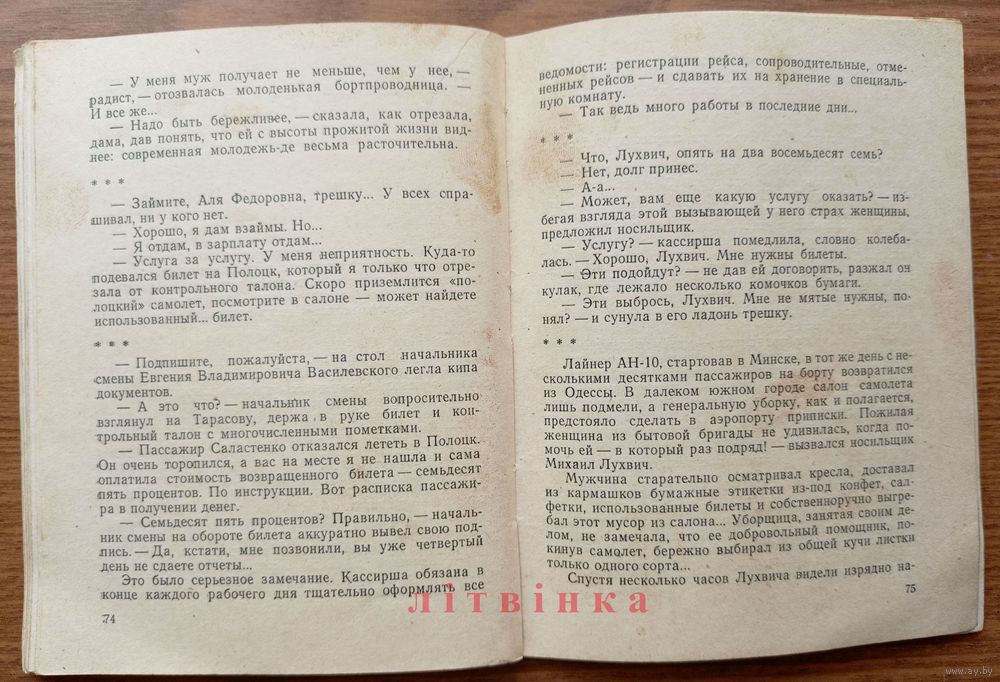 — У меня муж получает не меньше, чем у нее, —
радист, — отозвалась молоденькая бортпроводница. —
И все же...
— Надо быть бережливее, — сказала, как отрезала,
дама, дав понять, что ей с высоты прожитой жизни вид-
нее: современная молодежь-де весьма расточительна.
* * *
— Займите, Аля Федоровна, трешку... У всех спра-
шивал, ни у кого нет.
— Хорошо, я дам взаймы. Но...
— Я отдам, в зарплату отдам...
— Услуга за услугу. У меня неприятность. Куда-то
подевался билет на Полоцк, который я только что отре-
зала от контрольного талона. Скоро приземлится «по-
лоцкий» самолет, посмотрите в салоне — может найдете
использованный... билет.
* * *
— Подпишите, пожалуйста, — на стол начальника
смены Евгения Владимировича Василевского легла кипа
документов.
— А это что? — начальник смены вопросительно
взглянул на Тарасову, держа в руке билет и кон-
трольный талон с многочисленными пометками.
— Пассажир Саластенко отказался лететь в Полоцк.
Он очень торопился, а вас на месте я не нашла и сама
оплатила стоимость возвращенного билета — семьдесят
пять процентов. По инструкции. Вот расписка пассажи-
ра в получении денег.
— Семьдесят пять процентов? Правильно, — началь-
ник смены на обороте билета аккуратно вывел свою под-
пись. — Да, кстати, мне позвонили, вы уже четвертый
день не сдаете отчеты...
Это было серьезное замечание. Кассирша обязана в
конце каждого рабочего дня тщательно оформлять все
74
ведомости: регистрации рейса, сопроводительные, отме-
ненных рейсов — и сдавать их на хранение в специаль-
ную комнату.
— Так ведь много работы в последние дни...
* * *
— Что, Лухвич, опять на два восемьдесят семь?
— Нет, долг принес.
— А-а...
— Может, вам еще какую услугу оказать? — из-
бегая взгляда этой вызывающей у него страх женщины,
предложил носильщик.
— Услугу? — кассирша помедлила, словно колеба-
лась. — Хорошо, Лухвич. Мне нужны билеты.
— Эти подойдут? — не дав ей договорить, разжал он
кулак, где лежало несколько комочков бумаги.
— Эти выбрось, Лухвич. Мне не мятые нужны, по-
нял? — и сунула в его ладонь трешку.
* * *
Лайнер АН-10, стартовав в Минске, в тот же день с не-
сколькими десятками пассажиров на борту возвратился
из Одессы. В далеком южном городе салон самолета
лишь подмели, а генеральную уборку, как и полагается,
предстояло сделать в аэропорту приписки. Пожилая
женщина из бытовой бригады не удивилась, когда по-
мочь ей — в который раз подряд! — вызвался носильщик
Михаил Лухвич.
Мужчина старательно осматривал кресла, доставал
из кармашков бумажные этикетки из-под конфет, сал-
фетки, использованные билеты и собственноручно выгре-
бал этот мусор из салона... Уборщица, занятая своим де-
лом, не замечала, что ее добровольный помощник, по-
кинув самолет, бережно выбирал из общей кучи листки
только одного сорта...
Спустя несколько часов Лухвича видели изрядно на-
75
літвінка
www.ay.by